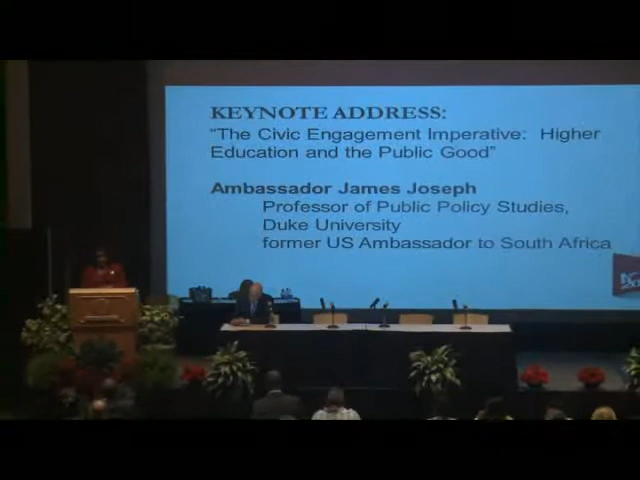 KEYNOTE ADDRESS:
"The Civic Engagement Imperative: Higher
Education and the Public Good"
Ambassador James Joseph
Professor of Public Policy Studies,
Duke University
former US Ambassador to South Africa